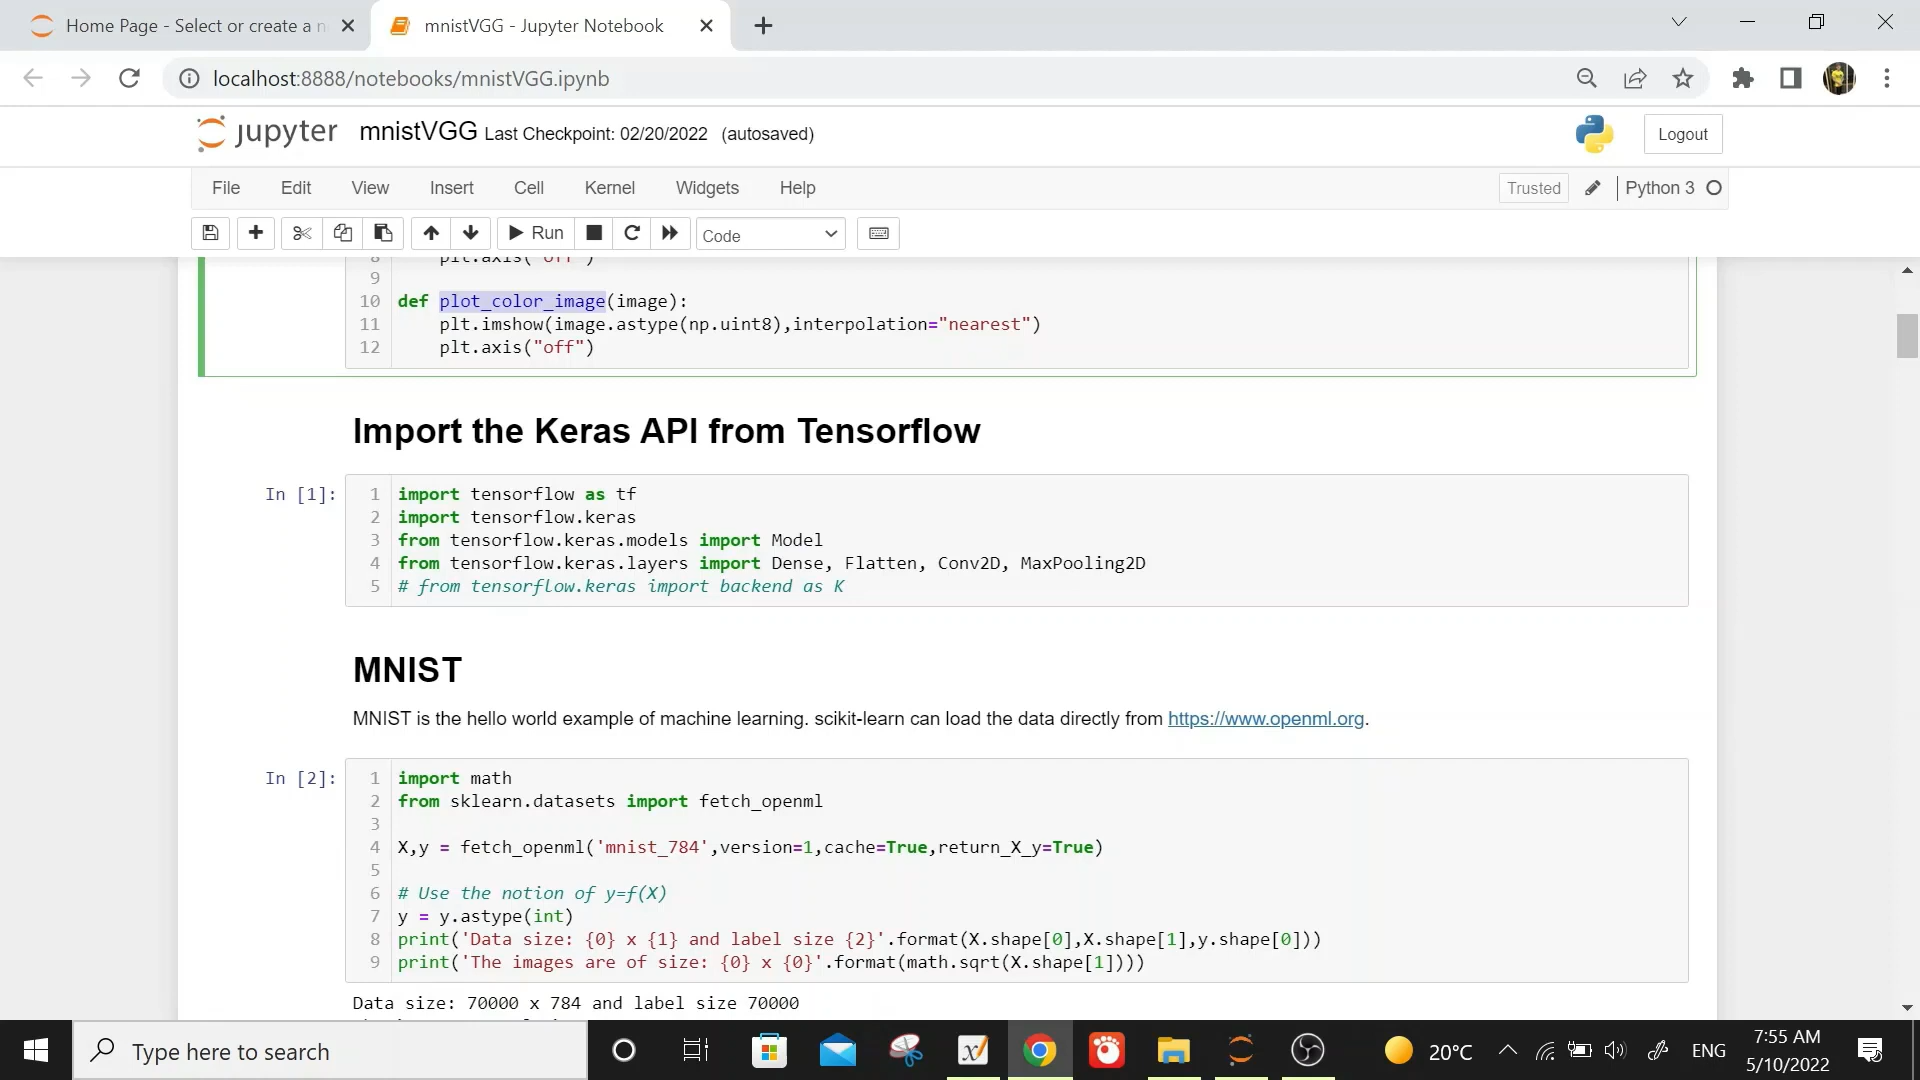 Home Page - Select or create a n
mnistVGG - Jupyter Notebook
localhost:8888/notebooks/mnistVGG.ipynb
jupyter mnistVGG Last Checkpoint: 02/20/2022 (autosaved)
Logout
File Edit View Insert Cell Kernel Widgets Help
Trusted Python 3
Run Code
8 plt.axis("off")
9
10 def plot_color_image(image):
11 plt.imshow(image.astype(np.uint8),interpolation="nearest")
12 plt.axis("off")
Import the Keras API from Tensorflow
In [1]:
1 import tensorflow as tf
2 import tensorflow.keras
3 from tensorflow.keras.models import Model
4 from tensorflow.keras.layers import Dense, Flatten, Conv2D, MaxPooling2D
5 # from tensorflow.keras import backend as K
MNIST
MNIST is the hello world example of machine learning. scikit-learn can load the data directly from https://www.openml.org.
In [2]:
1 import math
2 from sklearn.datasets import fetch_openml
3
4 X,y = fetch_openml('mnist_784',version=1,cache=True,return_X_y=True)
5
6 # Use the notion of y=f(X)
7 y = y.astype(int)
8 print('Data size: {0} x {1} and label size {2}'.format(X.shape[0],X.shape[1],y.shape[0]))
9 print('The images are of size: {0} x {0}'.format(math.sqrt(X.shape[1])))
Data size: 70000 x 784 and label size 70000
Type here to search
20°C
ENG
7:55 AM
5/10/2022